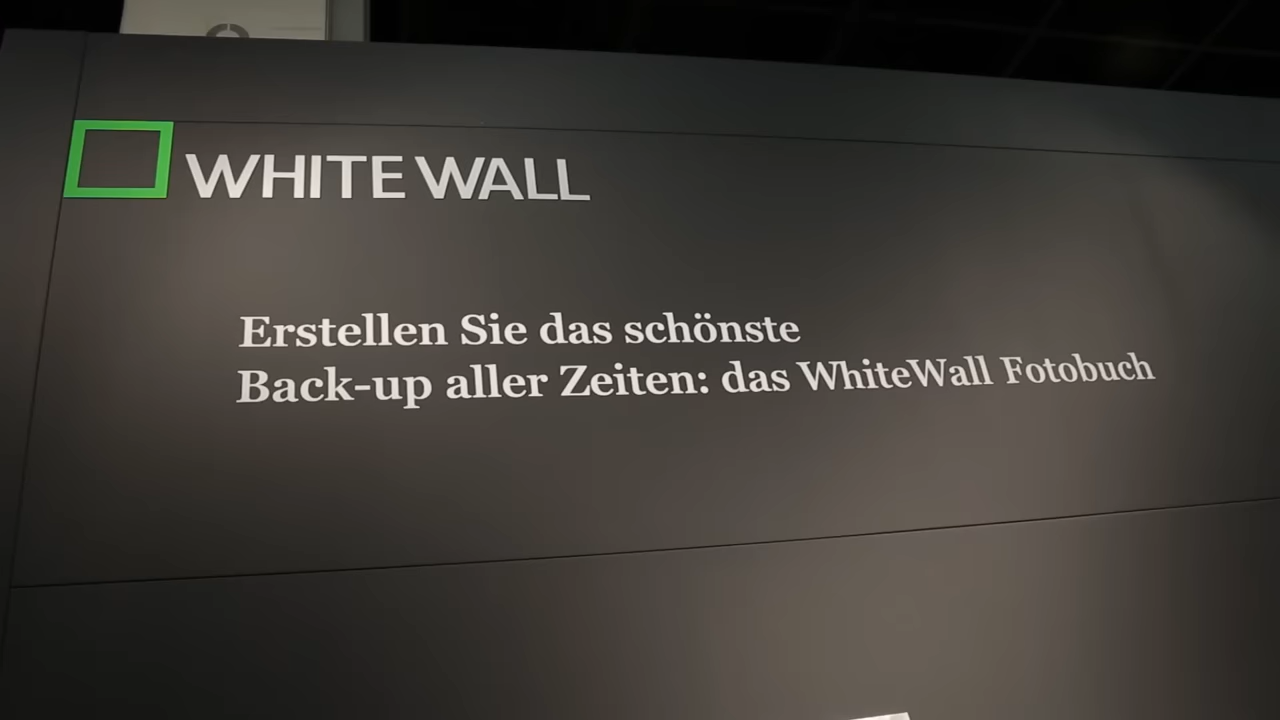 WHITE WALL
Erstellen Sie das schönste
Back-up aller Zeiten: das WhiteWall Fotobuch